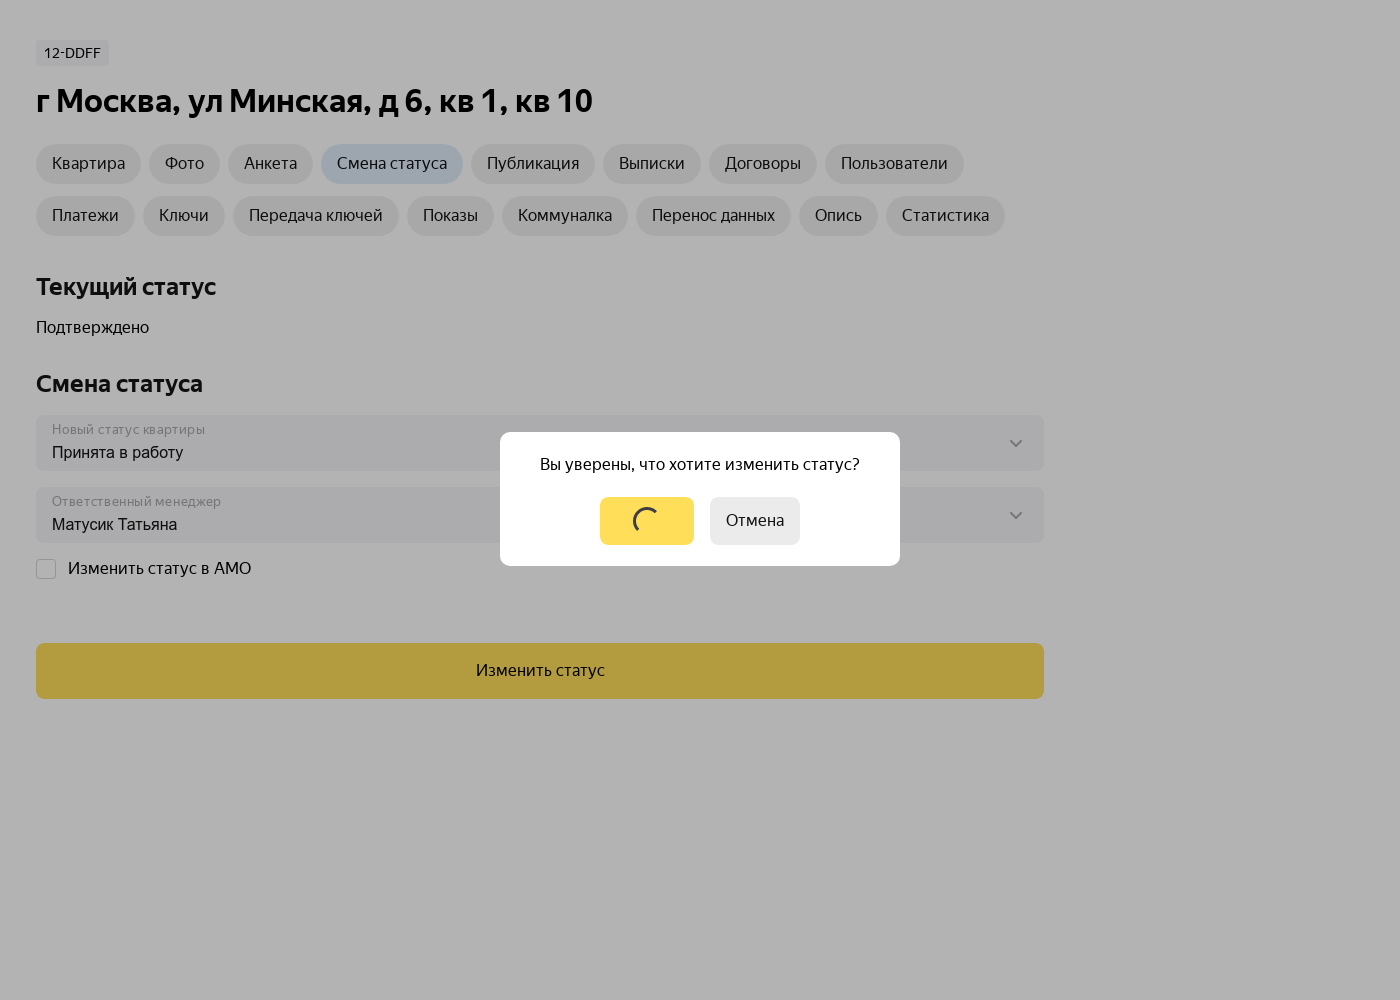 12-DDFF
г Москва, ул Минская, д 6, кв 1, кв 10
Квартира Фото Анкета Смена статуса Публикация Выписки Договоры Пользователи
Платежи Ключи Передача ключей Показы Коммуналка Перенос данных Опись Статистика
Текущий статус
Подтверждено
Смена статуса
Новый статус квартиры
Принята в работу
Ответственный менеджер
Матусик Татьяна
Изменить статус в АМО
Изменить статус
Вы уверены, что хотите изменить статус?
Отмена